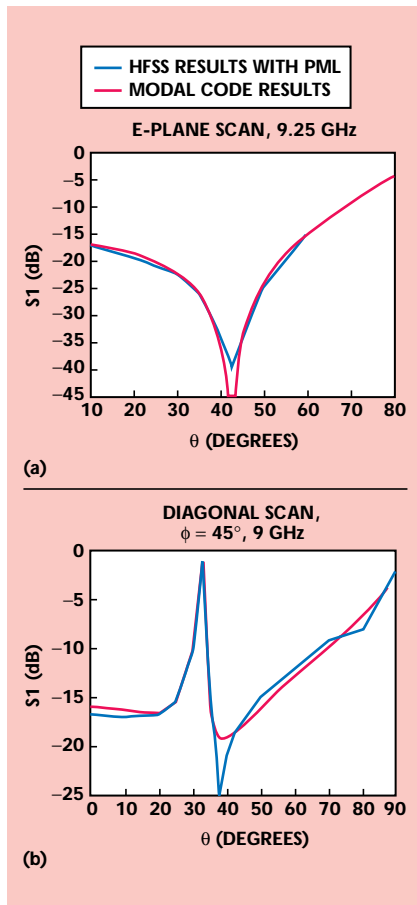 HFSS RESULTS WITH PML
MODAL CODE RESULTS
E-PLANE SCAN, 9.25 GHz
0
−5
−10
−15
−20
−25
−30
−35
−40
−45
S1 (dB)
10 20 30 40 50 60 70 80
θ (DEGREES)
(a)
DIAGONAL SCAN,
ϕ = 45°, 9 GHz
0
−5
−10
−15
−20
−25
S1 (dB)
0 10 20 30 40 50 60 70 80 90
θ (DEGREES)
(b)